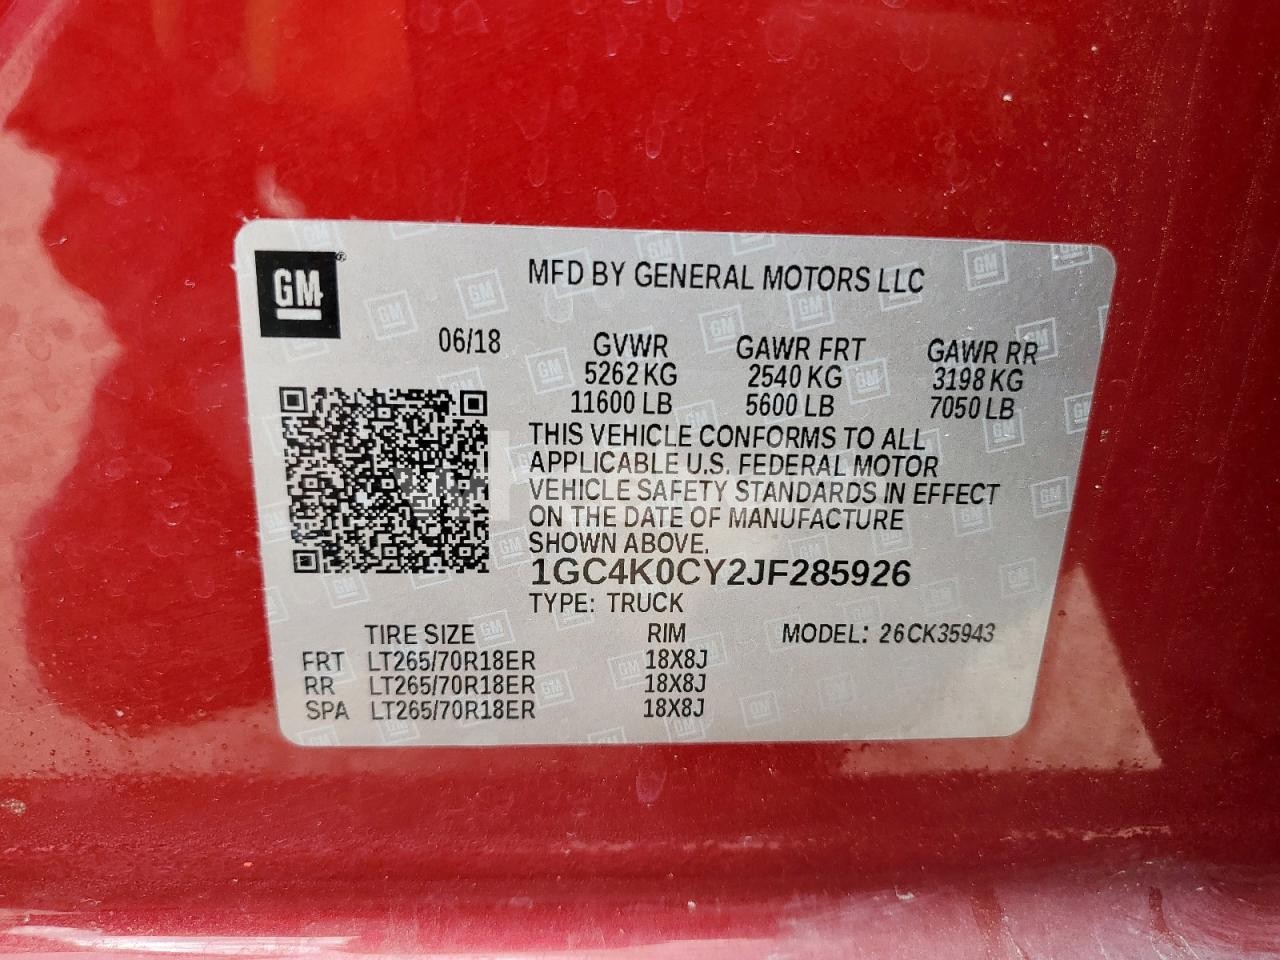 GM
MFD BY GENERAL MOTORS LLC
06/18 GVWR GAWR FRT GAWR RR
5262 KG 2540 KG 3198 KG
11600 LB 5600 LB 7050 LB
THIS VEHICLE CONFORMS TO ALL
APPLICABLE U.S. FEDERAL MOTOR
VEHICLE SAFETY STANDARDS IN EFFECT
ON THE DATE OF MANUFACTURE
SHOWN ABOVE.
1GC4K0CY2JF285926
TYPE: TRUCK
TIRE SIZE RIM MODEL: 26CK35943
FRT LT265/70R18ER 18X8J
RR LT265/70R18ER 18X8J
SPA LT265/70R18ER 18X8J